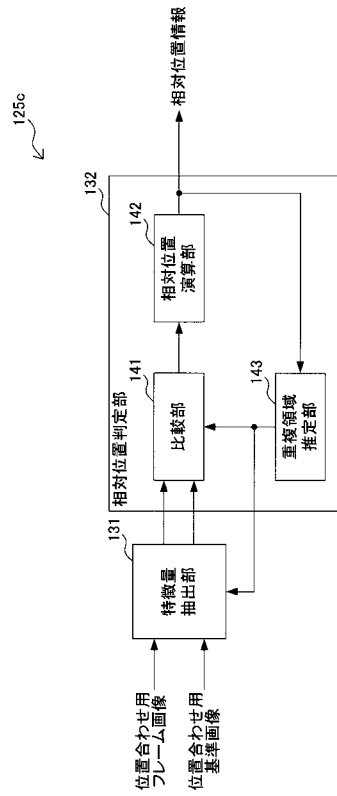 125c
132
相対位置判定部
131
特徴量
抽出部
141
比較部
142
相対位置
演算部
143
重複領域
推定部
位置合わせ用
フレーム画像
位置合わせ用
基準画像
相対位置情報